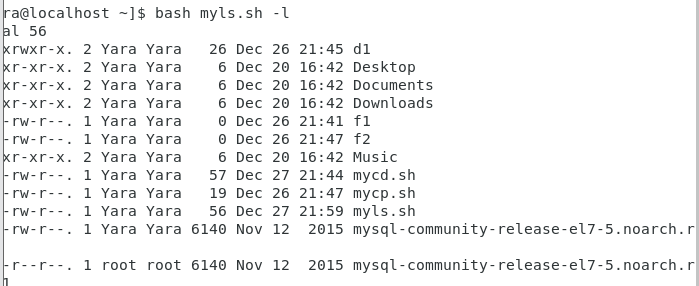 ra@localhost ~]$ bash myls.sh -l
al 56
xrwxr-x. 2 Yara Yara   26 Dec 26 21:45 d1
xr-xr-x. 2 Yara Yara    6 Dec 20 16:42 Desktop
xr-xr-x. 2 Yara Yara    6 Dec 20 16:42 Documents
xr-xr-x. 2 Yara Yara    6 Dec 20 16:42 Downloads
-rw-r--. 1 Yara Yara    0 Dec 26 21:41 f1
-rw-r--. 1 Yara Yara    0 Dec 26 21:47 f2
xr-xr-x. 2 Yara Yara    6 Dec 20 16:42 Music
-rw-r--. 1 Yara Yara   57 Dec 27 21:44 mycd.sh
-rw-r--. 1 Yara Yara   19 Dec 26 21:47 mycp.sh
-rw-r--. 1 Yara Yara   56 Dec 27 21:59 myls.sh
-rw-r--. 1 Yara Yara 6140 Nov 12  2015 mysql-community-release-el7-5.noarch.r
-r--r--. 1 root root 6140 Nov 12  2015 mysql-community-release-el7-5.noarch.r